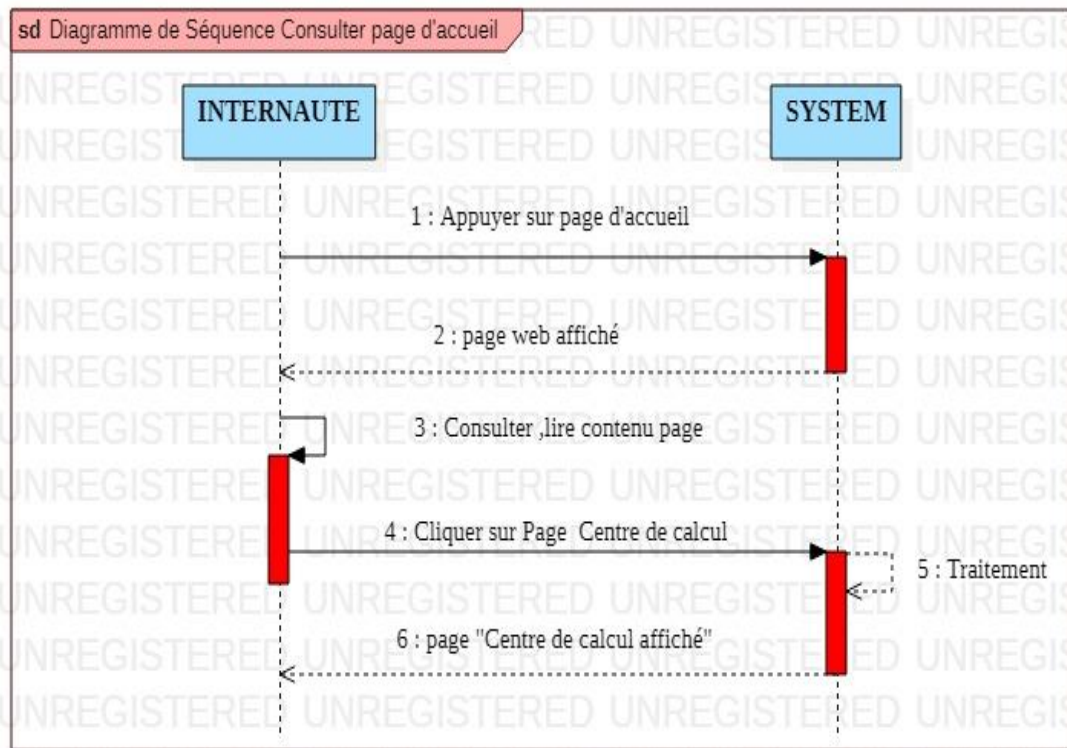 sd Diagramme de Séquence Consulter page d'accueil
INTERNAUTE
SYSTEM
1 : Appuyer sur page d'accueil
2 : page web affiché
3 : Consulter ,lire contenu page
4 : Cliquer sur Page Centre de calcul
5 : Traitement
6 : page "Centre de calcul affiché"
UNREGISTERED